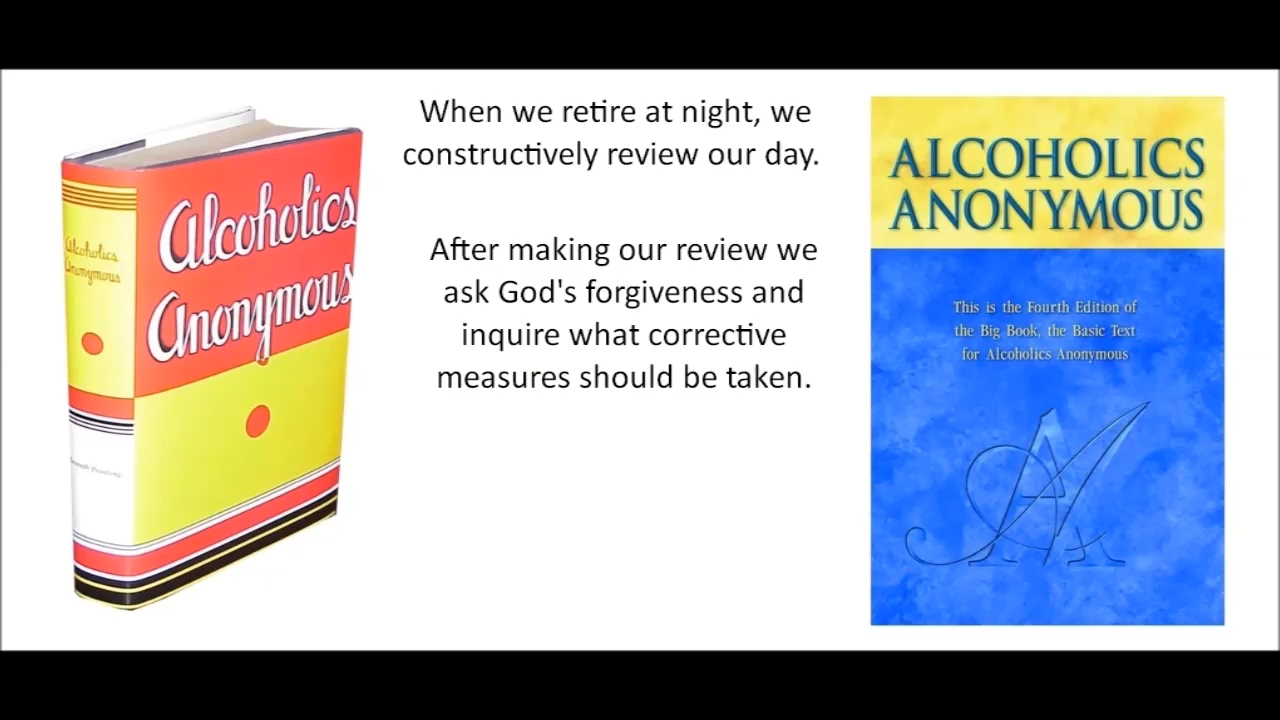 Alcoholics
Anonymous
Alcoholics
Anonymous
When we retire at night, we
constructively review our day.
After making our review we
ask God's forgiveness and
inquire what corrective
measures should be taken.
ALCOHOLICS
ANONYMOUS
This is the Fourth Edition of
the Big Book, the Basic Text
for Alcoholics Anonymous